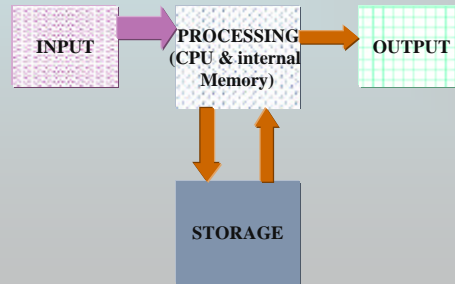 INPUT
PROCESSING
(CPU & internal
Memory)
OUTPUT
STORAGE